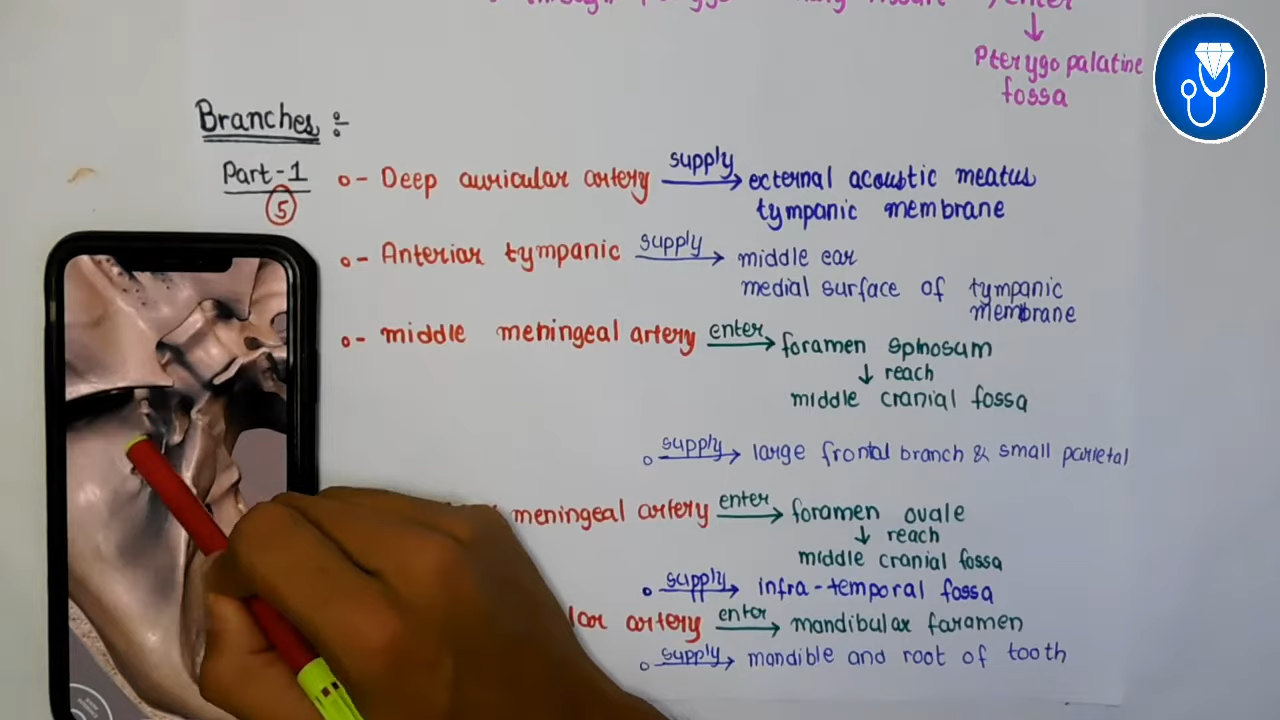 Pterygo palatine
fossa
Branches :-
Part-1
5
o- Deep auricular artery supply external acoustic meatus
tympanic membrane
o- Anterior tympanic supply middle ear
medial surface of tympanic
membrane
o- middle meningeal artery enter foramen spinosum
↓ reach
middle cranial fossa
o supply large frontal branch & small parietal
meningeal artery enter foramen ovale
↓ reach
middle cranial fossa
o supply infra-temporal fossa
artery enter mandibular foramen
o supply mandible and root of tooth